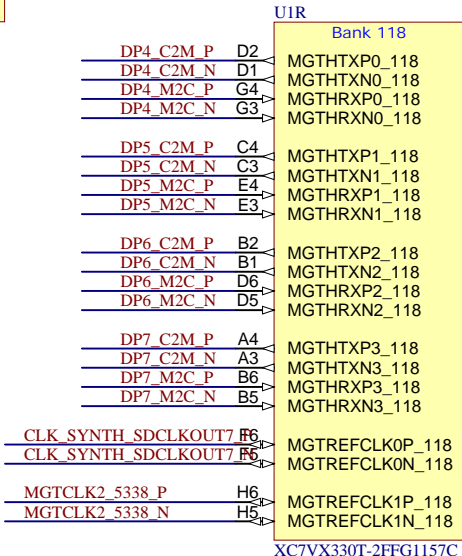 U1R
Bank 118
DP4_C2M_P D2 MGTHTXP0_118
DP4_C2M_N D1 MGTHTXN0_118
DP4_M2C_P G4 MGTHRXP0_118
DP4_M2C_N G3 MGTHRXN0_118
DP5_C2M_P C4 MGTHTXP1_118
DP5_C2M_N C3 MGTHTXN1_118
DP5_M2C_P E4 MGTHRXP1_118
DP5_M2C_N E3 MGTHRXN1_118
DP6_C2M_P B2 MGTHTXP2_118
DP6_C2M_N B1 MGTHTXN2_118
DP6_M2C_P D6 MGTHRXP2_118
DP6_M2C_N D5 MGTHRXN2_118
DP7_C2M_P A4 MGTHTXP3_118
DP7_C2M_N A3 MGTHTXN3_118
DP7_M2C_P B6 MGTHRXP3_118
DP7_M2C_N B5 MGTHRXN3_118
CLK_SYNTH_SDCLKOUT7_P F6 MGTREFCLK0P_118
CLK_SYNTH_SDCLKOUT7_N F5 MGTREFCLK0N_118
MGTCLK2_5338_P H6 MGTREFCLK1P_118
MGTCLK2_5338_N H5 MGTREFCLK1N_118
XC7VX330T-2FFG1157C